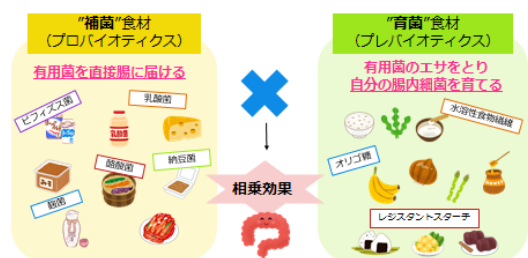 "補菌"食材
（プロバイオティクス）
有用菌を直接腸に届ける
ビフィズス菌
乳酸菌
乳酸菌
酪酸菌
納豆菌
みそ
麹菌
相乗効果
"育菌"食材
（プレバイオティクス）
有用菌のエサをとり
自分の腸内細菌を育てる
水溶性食物繊維
オリゴ糖
レジスタントスターチ